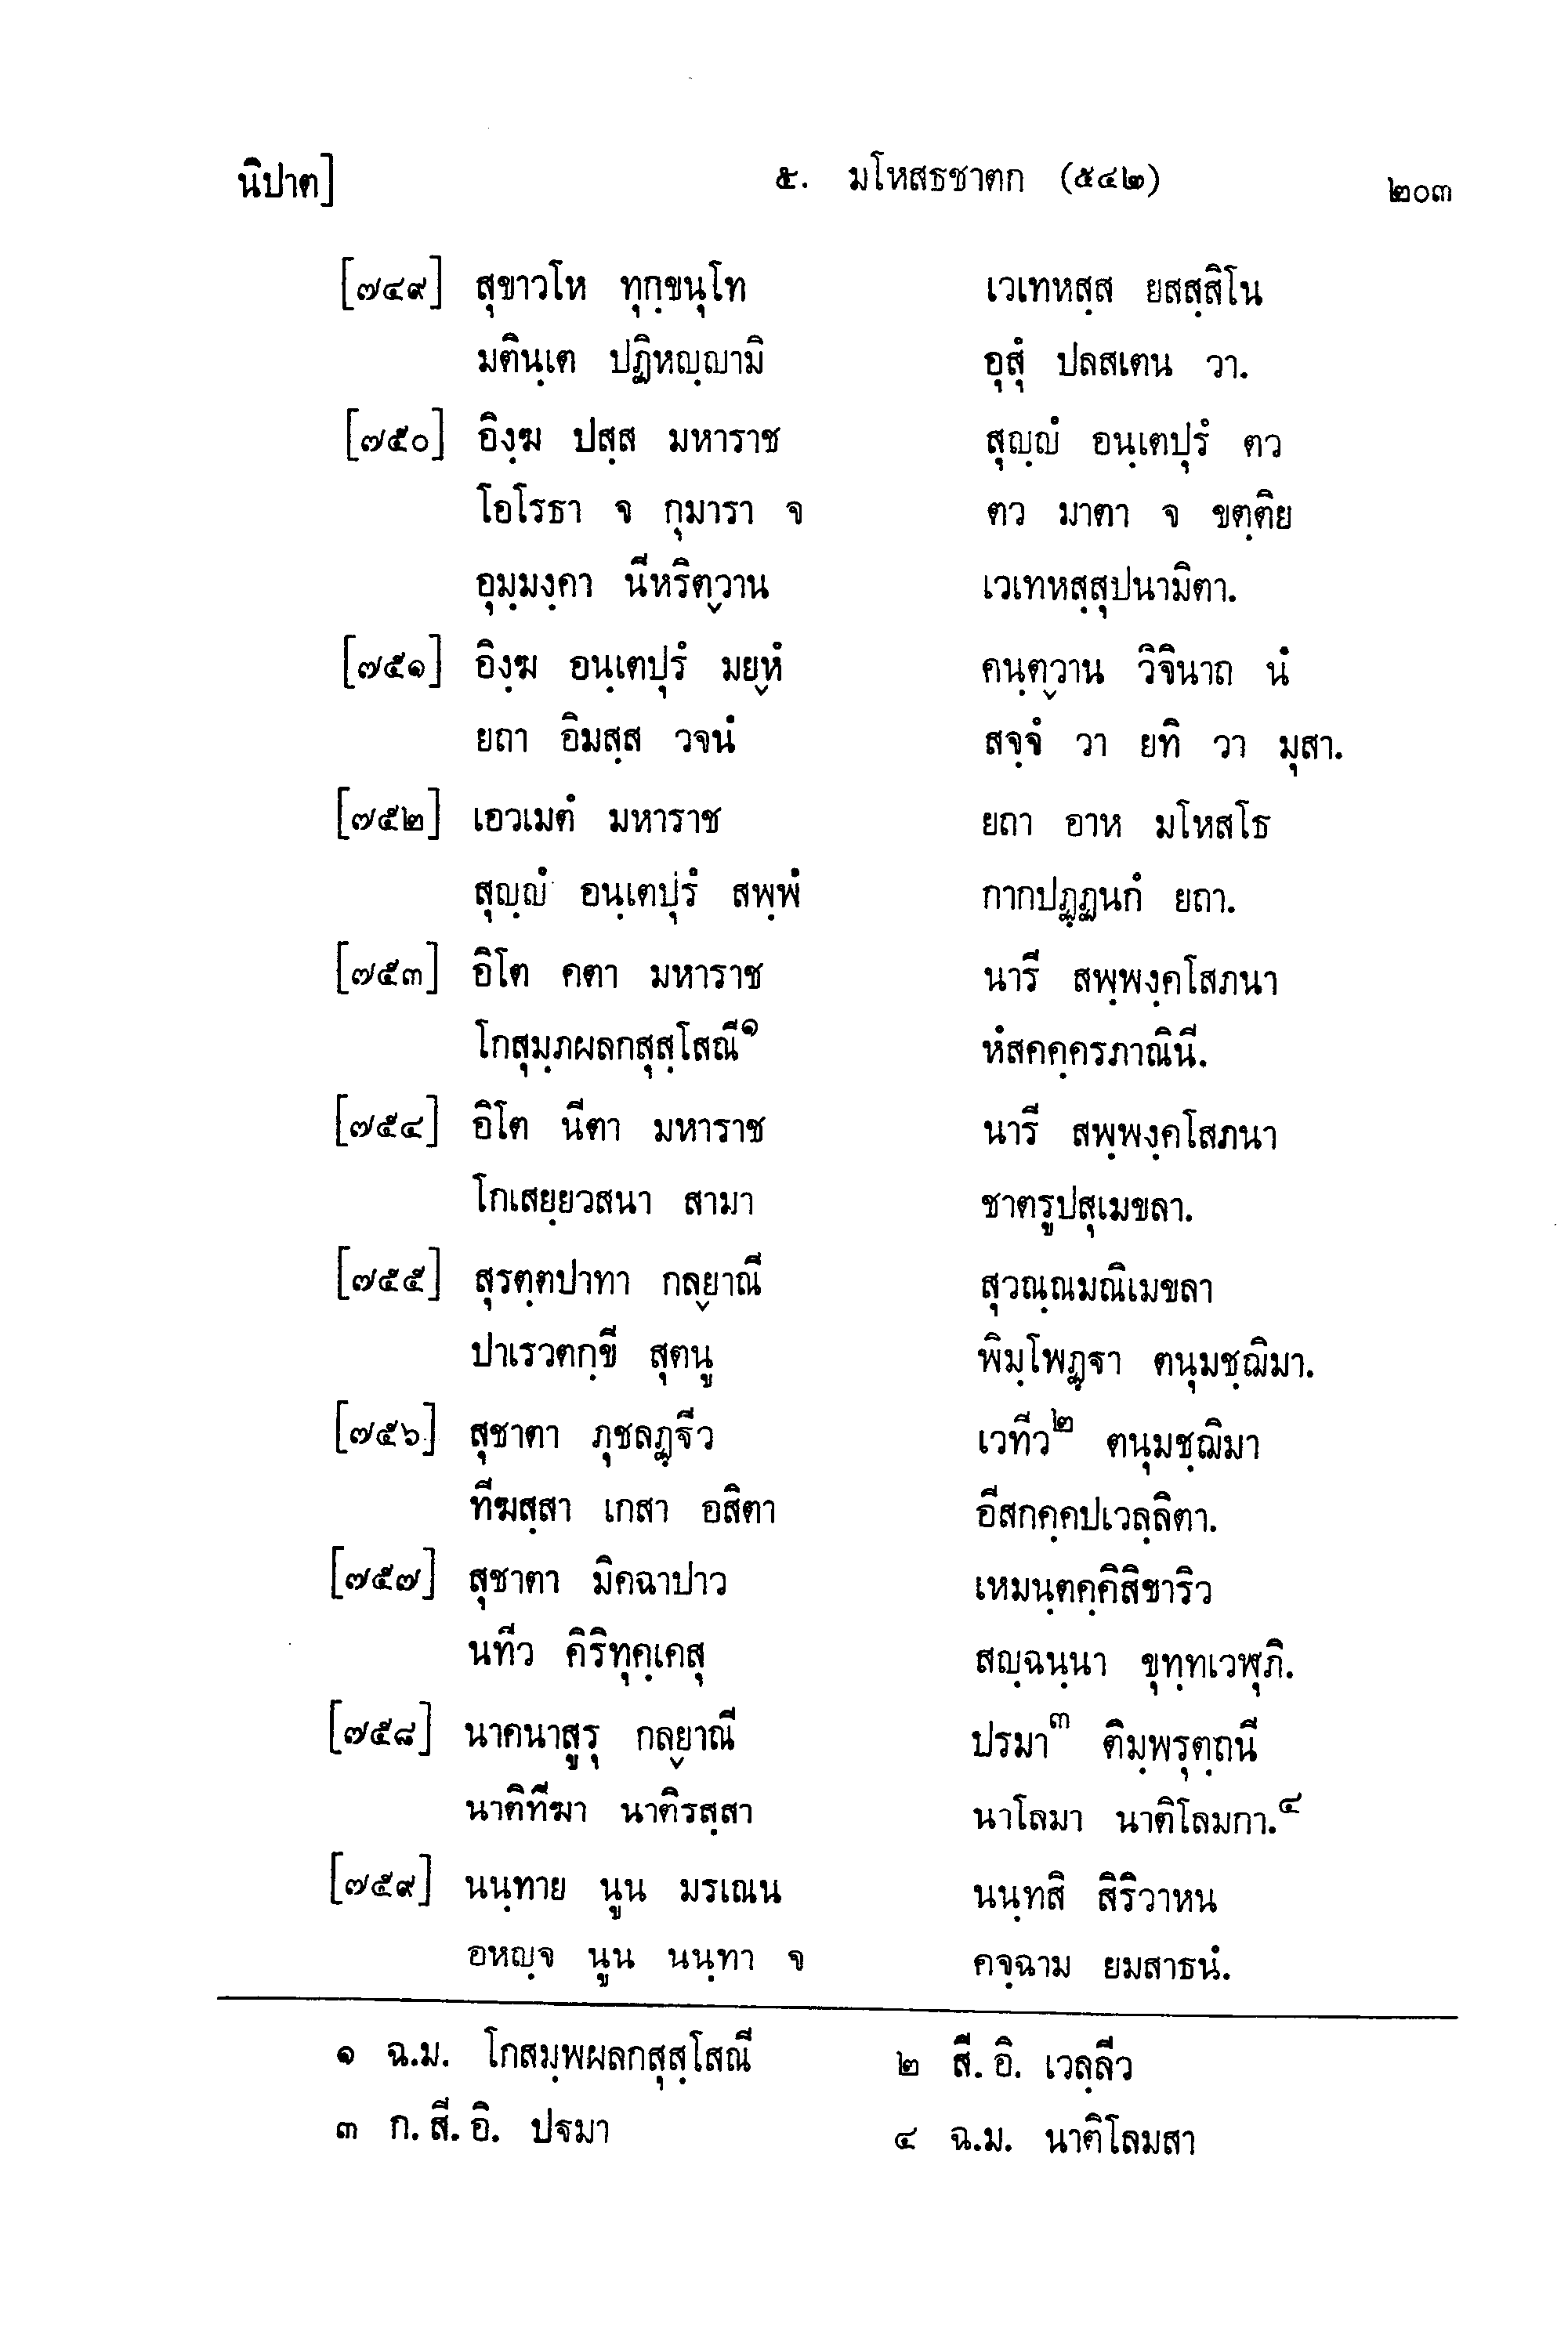 นิปาต] ๕. มโหสธชาตก (๕๔๒) ๒๐๓
[๗๔๙] สุขาวโห ทุกฺขนุโท เวเทหสฺส ยสสฺสิโน
มตินฺเต ปฏิหญฺญามิ อุสุํ ปลสเตน วา.
[๗๕๐] อิงฺฆ ปสฺส มหาราช สุญฺญํ อนฺเตปุรํ ตว
โอโรธา จ กุมารา จ ตว มาตา จ ขตฺติย
อุมฺมงฺคา นีหริตฺวาน เวเทหสฺสุปนามิตา.
[๗๕๑] อิงฺฆ อนฺเตปุรํ มยฺหํ คนฺตฺวาน วิจินาถ นํ
ยถา อิมสฺส วจนํ สจฺจํ วา ยทิ วา มุสา.
[๗๕๒] เอวเมตํ มหาราช ยถา อาห มโหสโธ
สุญฺญํ อนฺเตปุรํ สพฺพํ กากปฏฺฏนกํ ยถา.
[๗๕๓] อิโต คตา มหาราช นารี สพฺพงฺคโสภนา
โกสุมฺภผลกสุสฺโสณี๑ หํสคคฺครภาณินี.
[๗๕๔] อิโต นีตา มหาราช นารี สพฺพงฺคโสภนา
โกเสยฺยวสนา สามา ชาตรูปสุเมขลา.
[๗๕๕] สุรตฺตปาทา กลฺยาณี สุวณฺณมณิเมขลา
ปาเรวตกฺขี สุตนู พิมฺโพฏฺฐา ตนุมชฺฌิมา.
[๗๕๖] สุชาตา ภุชลฏฺฐีว เวทีว๒ ตนุมชฺฌิมา
ทีฆสฺสา เกสา อสิตา อีสกคฺคปเวลฺลิตา.
[๗๕๗] สุชาตา มิคฉาปาว เหมนฺตคฺคิสิขาริว
นทีว คิริทุคฺเคสุ สญฺฉนฺนา ขุทฺทเวฬุภิ.
[๗๕๘] นาคนาสูรุ กลฺยาณี ปรมา๓ ติมฺพรุตฺถนี
นาติทีฆา นาติรสฺสา นาโลมา นาติโลมกา.๔
[๗๕๙] นนฺทาย นูน มรเณน นนฺทสิ สิริวาหน
อหญฺจ นูน นนฺทา จ คจฺฉาม ยมสาธนํ.
๑ ฉ.ม. โกสมฺพผลกสุสฺโสณี ๒ สี. อิ. เวลฺลีว
๓ ก. สี. อิ. ปฐมา ๔ ฉ.ม. นาติโลมสา